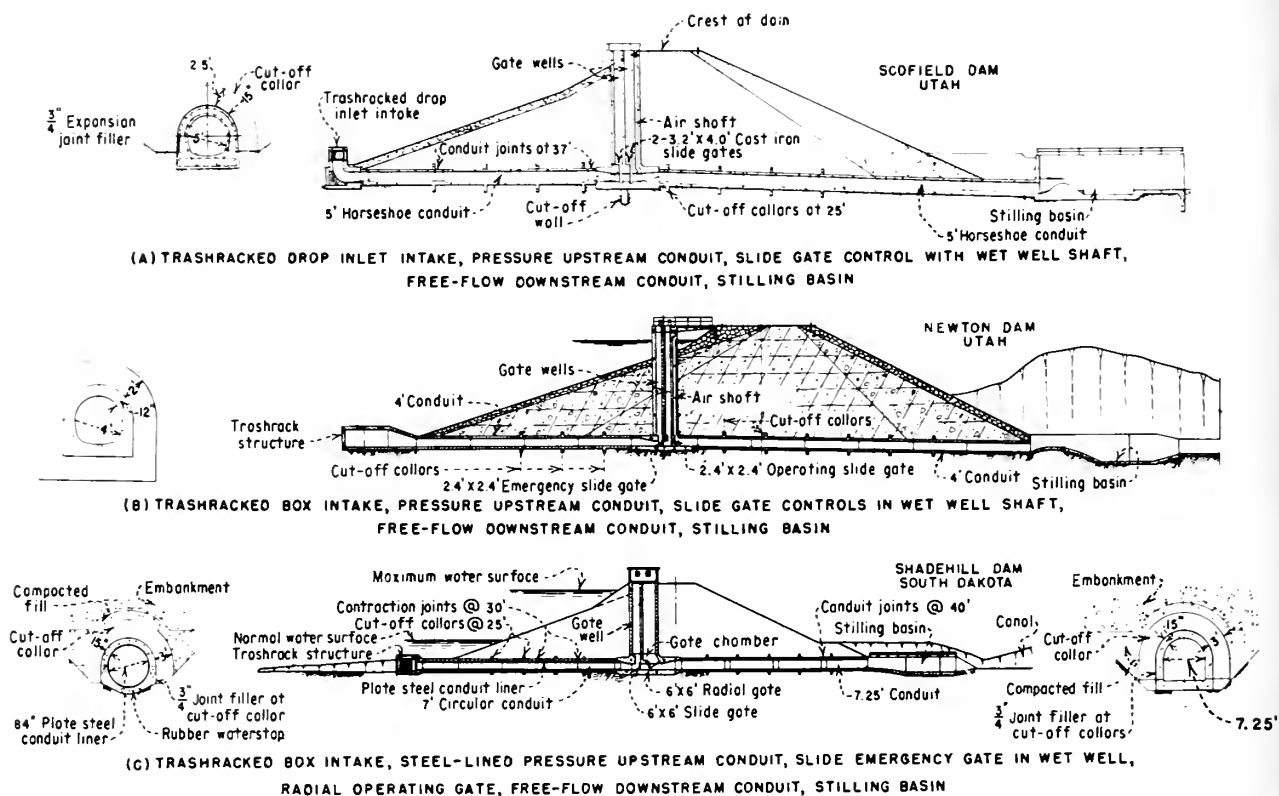 Crest of dam
Gate wells
SCOFIELD DAM
UTAH
Cut-off
collar
15"
5'
3/4" Expansion
joint filler
Trashracked drop
inlet intake
Air shaft
2-3.2'X4.0' Cast iron
slide gates
Conduit joints at 37'
5' Horseshoe conduit
Cut-off
wall
Cut-off collars at 25'
Stilling basin
5' Horseshoe conduit
(A) TRASHRACKED DROP INLET INTAKE, PRESSURE UPSTREAM CONDUIT, SLIDE GATE CONTROL WITH WET WELL SHAFT,
FREE-FLOW DOWNSTREAM CONDUIT, STILLING BASIN
NEWTON DAM
UTAH
Gate wells
4' Conduit
Air shaft
Cut-off collars
12"
4'
Trashrack
structure
Cut-off collars
2.4'X2.4' Emergency slide gate
2.4'x2.4' Operating slide gate
4' Conduit
Stilling basin
(B) TRASHRACKED BOX INTAKE, PRESSURE UPSTREAM CONDUIT, SLIDE GATE CONTROLS IN WET WELL SHAFT,
FREE-FLOW DOWNSTREAM CONDUIT, STILLING BASIN
SHADEHILL DAM
SOUTH DAKOTA
Maximum water surface
Compacted
fill
Embankment
Cut-off
collar
15"
3'
3/4" Joint filler at
cut-off collar
84" Plate steel
conduit liner
Rubber waterstop
Contraction joints @ 30'
Cut-off collars @ 25'
Normal water surface
Trashrack structure
Gate
well
Gate chamber
Plate steel conduit liner
7' Circular conduit
6'X6' Radial gate
6'X6' Slide gate
Conduit joints @ 40'
Stilling basin
7.25' Conduit
Canal
Embankment
15"
3'
Cut-off
collar
Compacted fill
3/4" Joint filler at
cut-off collars
7.25'
(C) TRASHRACKED BOX INTAKE, STEEL-LINED PRESSURE UPSTREAM CONDUIT, SLIDE EMERGENCY GATE IN WET WELL,
RADIAL OPERATING GATE, FREE-FLOW DOWNSTREAM CONDUIT, STILLING BASIN